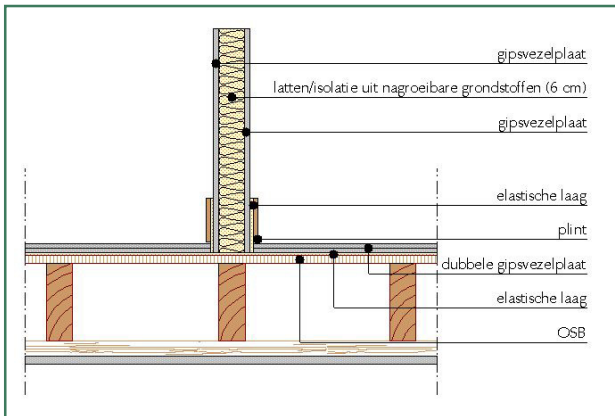 gipsvezelplaat
latten/isolatie uit nagroeibare grondstoffen (6 cm)
gipsvezelplaat
elastische laag
plint
dubbele gipsvezelplaat
elastische laag
OSB